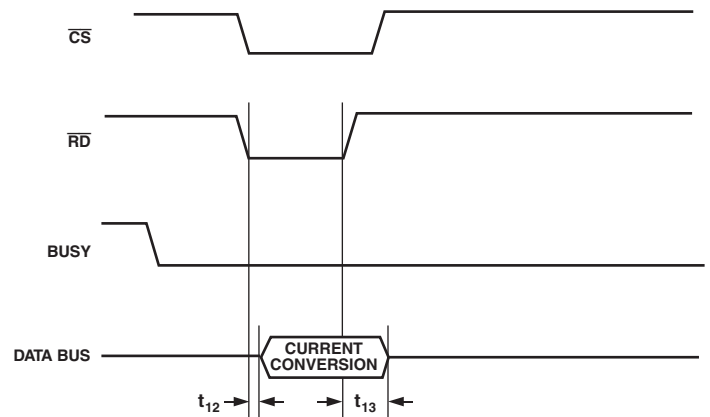 CS
RD
BUSY
DATA BUS
CURRENT
CONVERSION
t12
t13